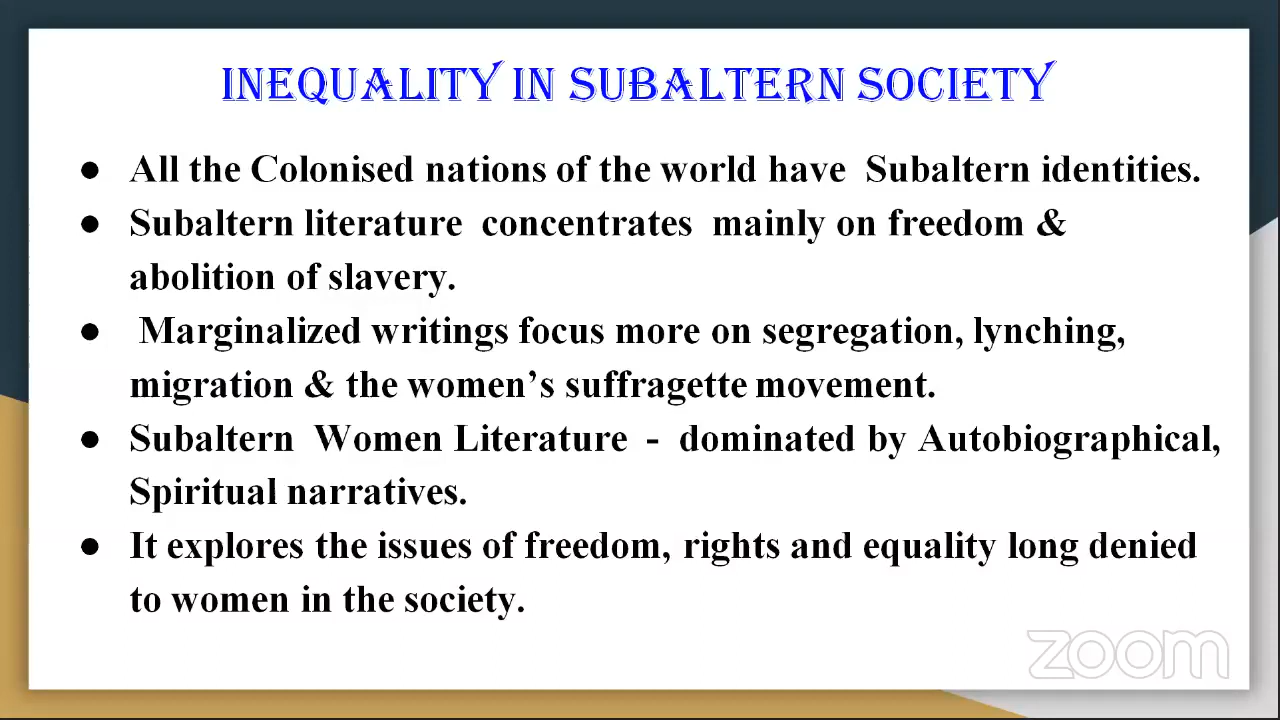 INEQUALITY IN SUBALTERN SOCIETY
● All the Colonised nations of the world have Subaltern identities.
● Subaltern literature concentrates mainly on freedom &
abolition of slavery.
● Marginalized writings focus more on segregation, lynching,
migration & the women’s suffragette movement.
● Subaltern Women Literature - dominated by Autobiographical,
Spiritual narratives.
● It explores the issues of freedom, rights and equality long denied
to women in the society.
zoom